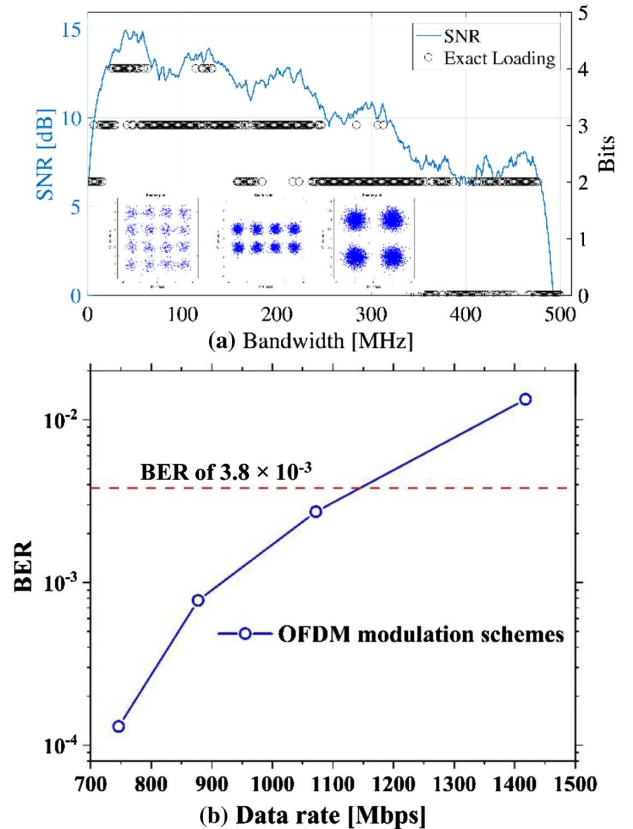 15
10
5
0
SNR [dB]
SNR
Exact Loading
5
4
3
2
1
0
Bits
0
100
200
300
400
500
(a) Bandwidth [MHz]
10⁻²
10⁻³
10⁻⁴
BER
BER of 3.8 × 10⁻³
OFDM modulation schemes
700 800 900 1000 1100 1200 1300 1400 1500
(b) Data rate [Mbps]